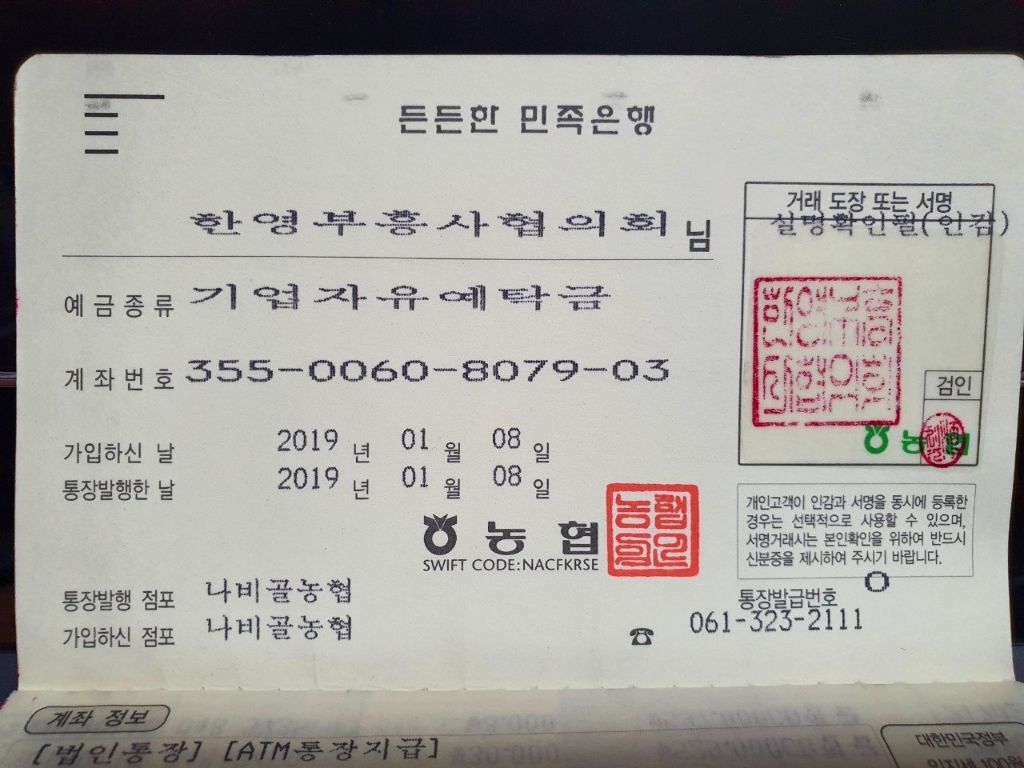 든든한 민족은행
한영부흥사협의회 님
거래 도장 또는 서명
실명확인필(인감)
예금종류 기업자유예탁금
계좌번호 355-0060-8079-03
검인
농협
가입하신 날 2019 년 01 월 08 일
통장발행한 날 2019 년 01 월 08 일
농협
SWIFT CODE:NACFKRSE
개인고객이 인감과 서명을 동시에 등록한
경우는 선택적으로 사용할 수 있으며,
서명거래시는 본인확인을 위하여 반드시
신분증을 제시하여 주시기 바랍니다.
통장발행 점포 나비골농협
통장발급번호 0
가입하신 점포 나비골농협
☎ 061-323-2111
계좌 정보
[법인통장] [ATM통장지급]
대한민국정부